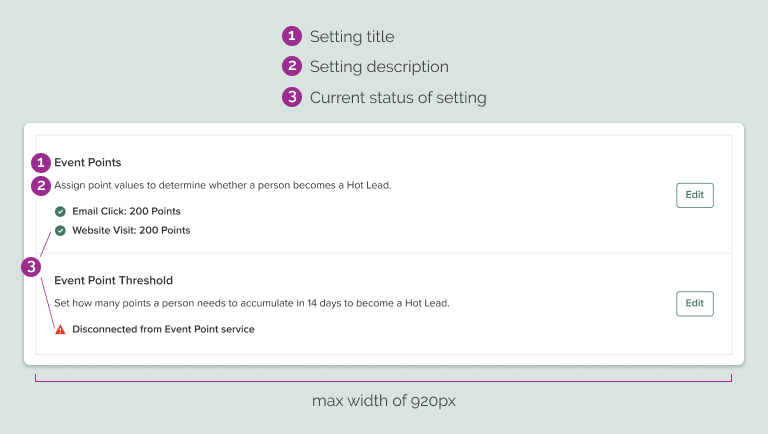 1 Setting title
2 Setting description
3 Current status of setting
1 Event Points
2 Assign point values to determine whether a person becomes a Hot Lead.
Edit
Email Click: 200 Points
Website Visit: 200 Points
3
Event Point Threshold
Set how many points a person needs to accumulate in 14 days to become a Hot Lead.
Edit
Disconnected from Event Point service
max width of 920px